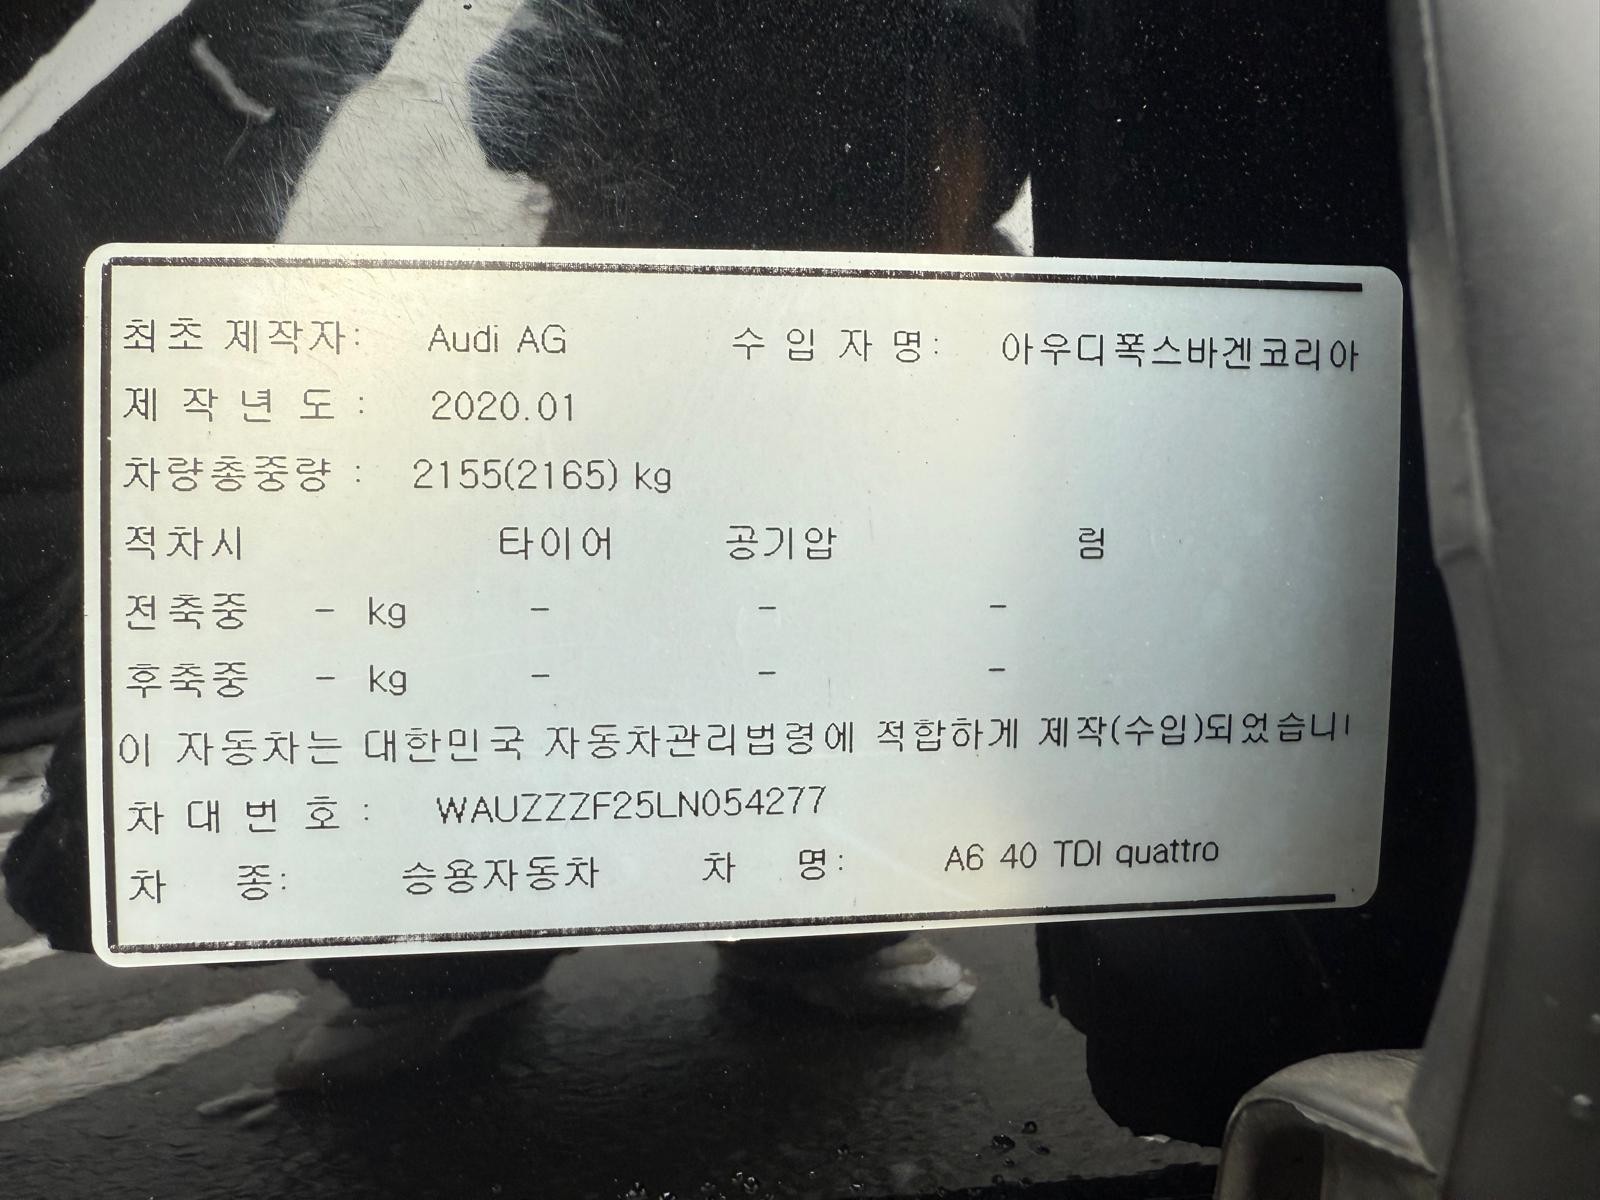 최초 제작자: Audi AG 수 입 자 명: 아우디폭스바겐코리아
제 작 년 도 : 2020.01
차량총중량 : 2155(2165) kg
적차시 타이어 공기압 림
전축중 - kg - - -
후축중 - kg - - -
이 자동차는 대한민국 자동차관리법령에 적합하게 제작(수입)되었습니
차 대 번 호 : WAUZZZF25LN054277
차 종: 승용자동차 차 명: A6 40 TDI quattro